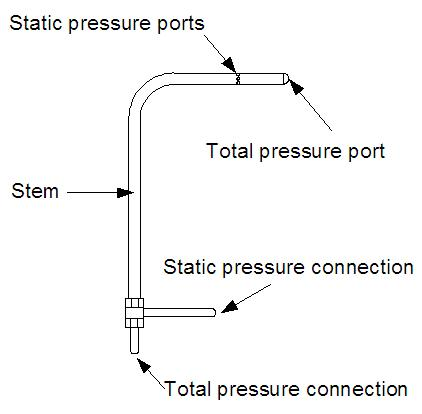 Static pressure ports
Total pressure port
Stem
Static pressure connection
Total pressure connection